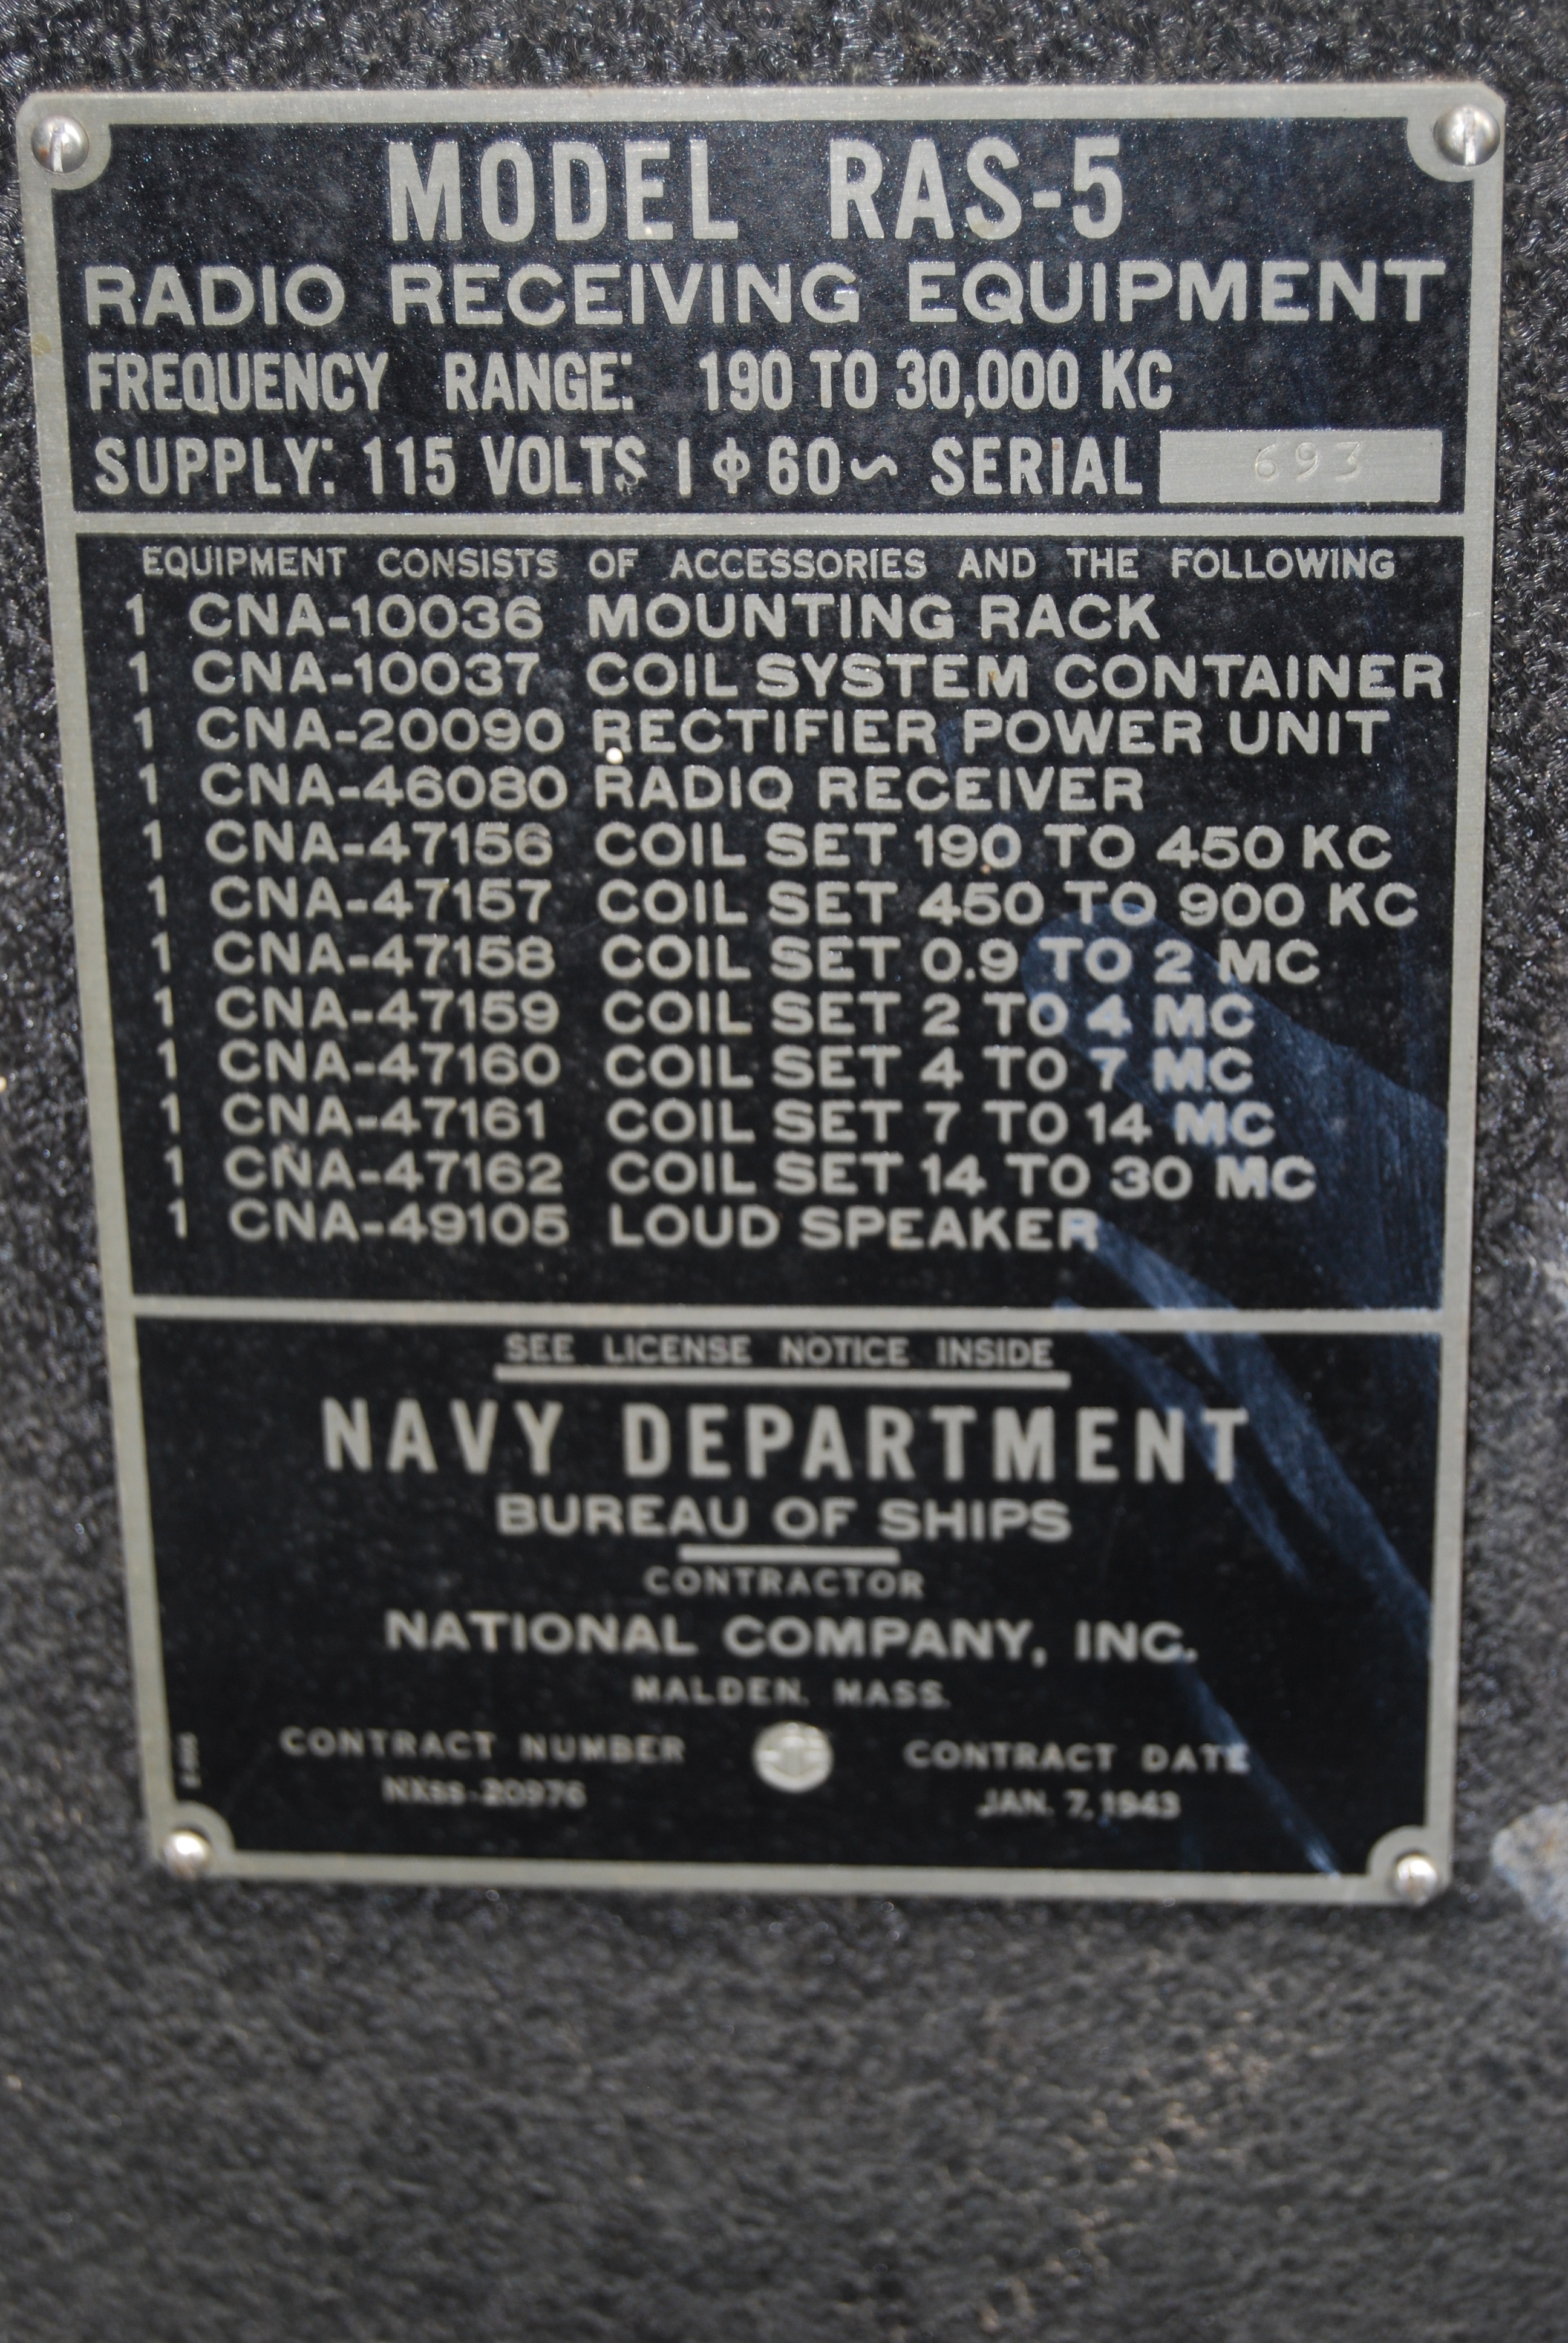 MODEL RAS-5
RADIO RECEIVING EQUIPMENT
FREQUENCY RANGE: 190 TO 30,000 KC
SUPPLY: 115 VOLTS 1 ϕ 60∼ SERIAL 693
EQUIPMENT CONSISTS OF ACCESSORIES AND THE FOLLOWING
1 CNA-10036 MOUNTING RACK
1 CNA-10037 COIL SYSTEM CONTAINER
1 CNA-20090 RECTIFIER POWER UNIT
1 CNA-46080 RADIO RECEIVER
1 CNA-47156 COIL SET 190 TO 450 KC
1 CNA-47157 COIL SET 450 TO 900 KC
1 CNA-47158 COIL SET 0.9 TO 2 MC
1 CNA-47159 COIL SET 2 TO 4 MC
1 CNA-47160 COIL SET 4 TO 7 MC
1 CNA-47161 COIL SET 7 TO 14 MC
1 CNA-47162 COIL SET 14 TO 30 MC
1 CNA-49105 LOUD SPEAKER
SEE LICENSE NOTICE INSIDE
NAVY DEPARTMENT
BUREAU OF SHIPS
CONTRACTOR
NATIONAL COMPANY, INC.
MALDEN, MASS.
CONTRACT NUMBER CONTRACT DATE
NXss-20976 JAN. 7, 1943